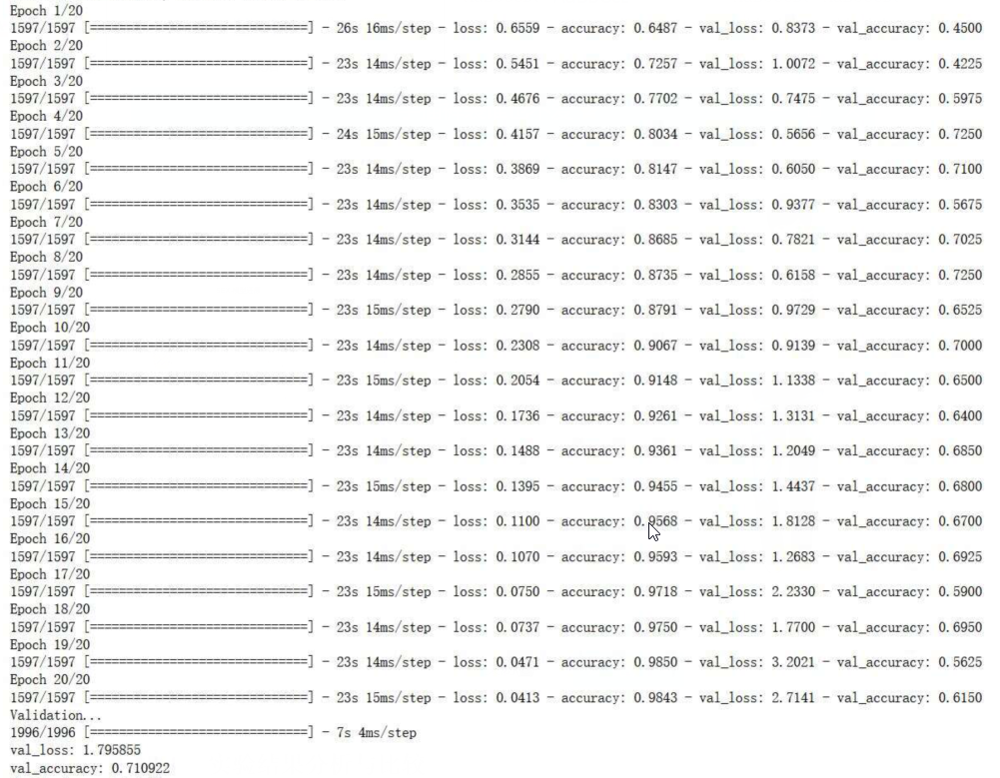 Epoch 1/20
1597/1597 [==============================] - 26s 16ms/step - loss: 0.6559 - accuracy: 0.6487 - val_loss: 0.8373 - val_accuracy: 0.4500
Epoch 2/20
1597/1597 [==============================] - 23s 14ms/step - loss: 0.5451 - accuracy: 0.7257 - val_loss: 1.0072 - val_accuracy: 0.4225
Epoch 3/20
1597/1597 [==============================] - 23s 14ms/step - loss: 0.4676 - accuracy: 0.7702 - val_loss: 0.7475 - val_accuracy: 0.5975
Epoch 4/20
1597/1597 [==============================] - 24s 15ms/step - loss: 0.4157 - accuracy: 0.8034 - val_loss: 0.5656 - val_accuracy: 0.7250
Epoch 5/20
1597/1597 [==============================] - 23s 14ms/step - loss: 0.3869 - accuracy: 0.8147 - val_loss: 0.6050 - val_accuracy: 0.7100
Epoch 6/20
1597/1597 [==============================] - 23s 14ms/step - loss: 0.3535 - accuracy: 0.8303 - val_loss: 0.9377 - val_accuracy: 0.5675
Epoch 7/20
1597/1597 [==============================] - 23s 14ms/step - loss: 0.3144 - accuracy: 0.8685 - val_loss: 0.7821 - val_accuracy: 0.7025
Epoch 8/20
1597/1597 [==============================] - 23s 14ms/step - loss: 0.2855 - accuracy: 0.8735 - val_loss: 0.6158 - val_accuracy: 0.7250
Epoch 9/20
1597/1597 [==============================] - 23s 15ms/step - loss: 0.2790 - accuracy: 0.8791 - val_loss: 0.9729 - val_accuracy: 0.6525
Epoch 10/20
1597/1597 [==============================] - 23s 14ms/step - loss: 0.2308 - accuracy: 0.9067 - val_loss: 0.9139 - val_accuracy: 0.7000
Epoch 11/20
1597/1597 [==============================] - 23s 15ms/step - loss: 0.2054 - accuracy: 0.9148 - val_loss: 1.1338 - val_accuracy: 0.6500
Epoch 12/20
1597/1597 [==============================] - 23s 14ms/step - loss: 0.1736 - accuracy: 0.9261 - val_loss: 1.3131 - val_accuracy: 0.6400
Epoch 13/20
1597/1597 [==============================] - 23s 14ms/step - loss: 0.1488 - accuracy: 0.9361 - val_loss: 1.2049 - val_accuracy: 0.6850
Epoch 14/20
1597/1597 [==============================] - 23s 15ms/step - loss: 0.1395 - accuracy: 0.9455 - val_loss: 1.4437 - val_accuracy: 0.6800
Epoch 15/20
1597/1597 [==============================] - 23s 14ms/step - loss: 0.1100 - accuracy: 0.9568 - val_loss: 1.8128 - val_accuracy: 0.6700
Epoch 16/20
1597/1597 [==============================] - 23s 14ms/step - loss: 0.1070 - accuracy: 0.9593 - val_loss: 1.2683 - val_accuracy: 0.6925
Epoch 17/20
1597/1597 [==============================] - 23s 15ms/step - loss: 0.0750 - accuracy: 0.9718 - val_loss: 2.2330 - val_accuracy: 0.5900
Epoch 18/20
1597/1597 [==============================] - 23s 14ms/step - loss: 0.0737 - accuracy: 0.9750 - val_loss: 1.7700 - val_accuracy: 0.6950
Epoch 19/20
1597/1597 [==============================] - 23s 14ms/step - loss: 0.0471 - accuracy: 0.9850 - val_loss: 3.2021 - val_accuracy: 0.5625
Epoch 20/20
1597/1597 [==============================] - 23s 15ms/step - loss: 0.0413 - accuracy: 0.9843 - val_loss: 2.7141 - val_accuracy: 0.6150
Validation...
1996/1996 [==============================] - 7s 4ms/step
val_loss: 1.795855
val_accuracy: 0.710922